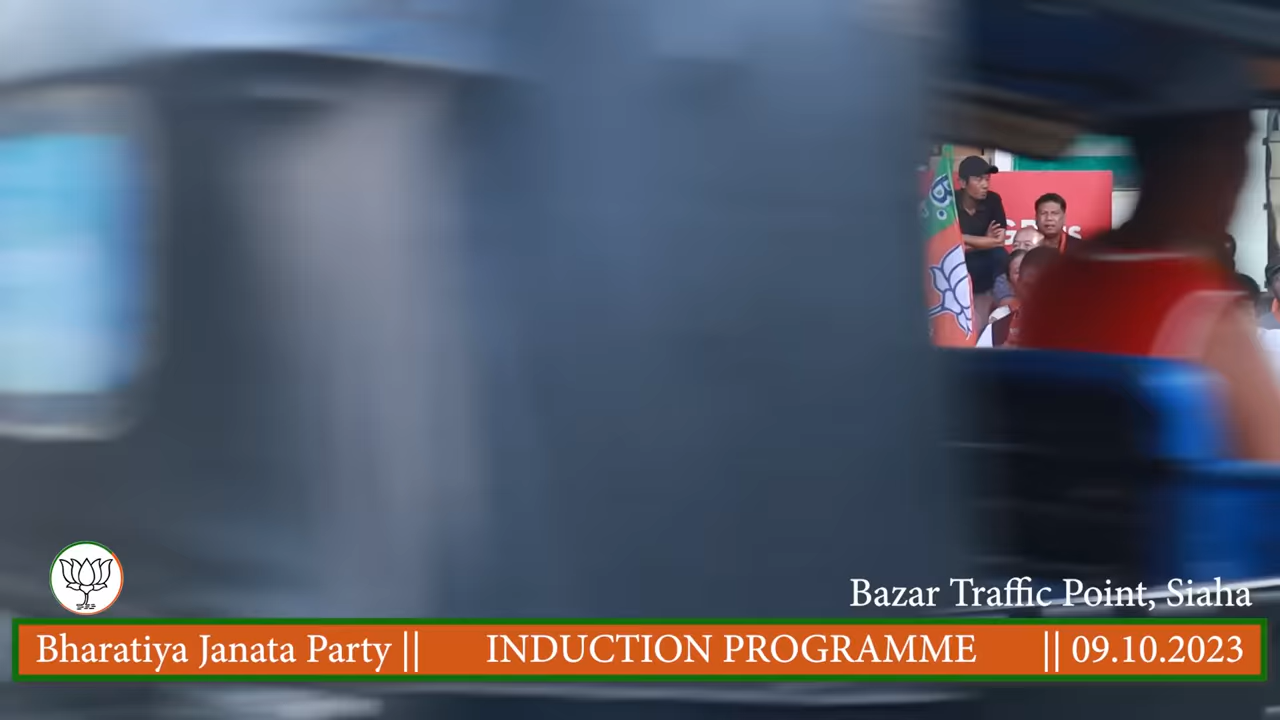 B.
Bazar Traffic Point, Siaha
Bharatiya Janata Party || INDUCTION PROGRAMME || 09.10.2023